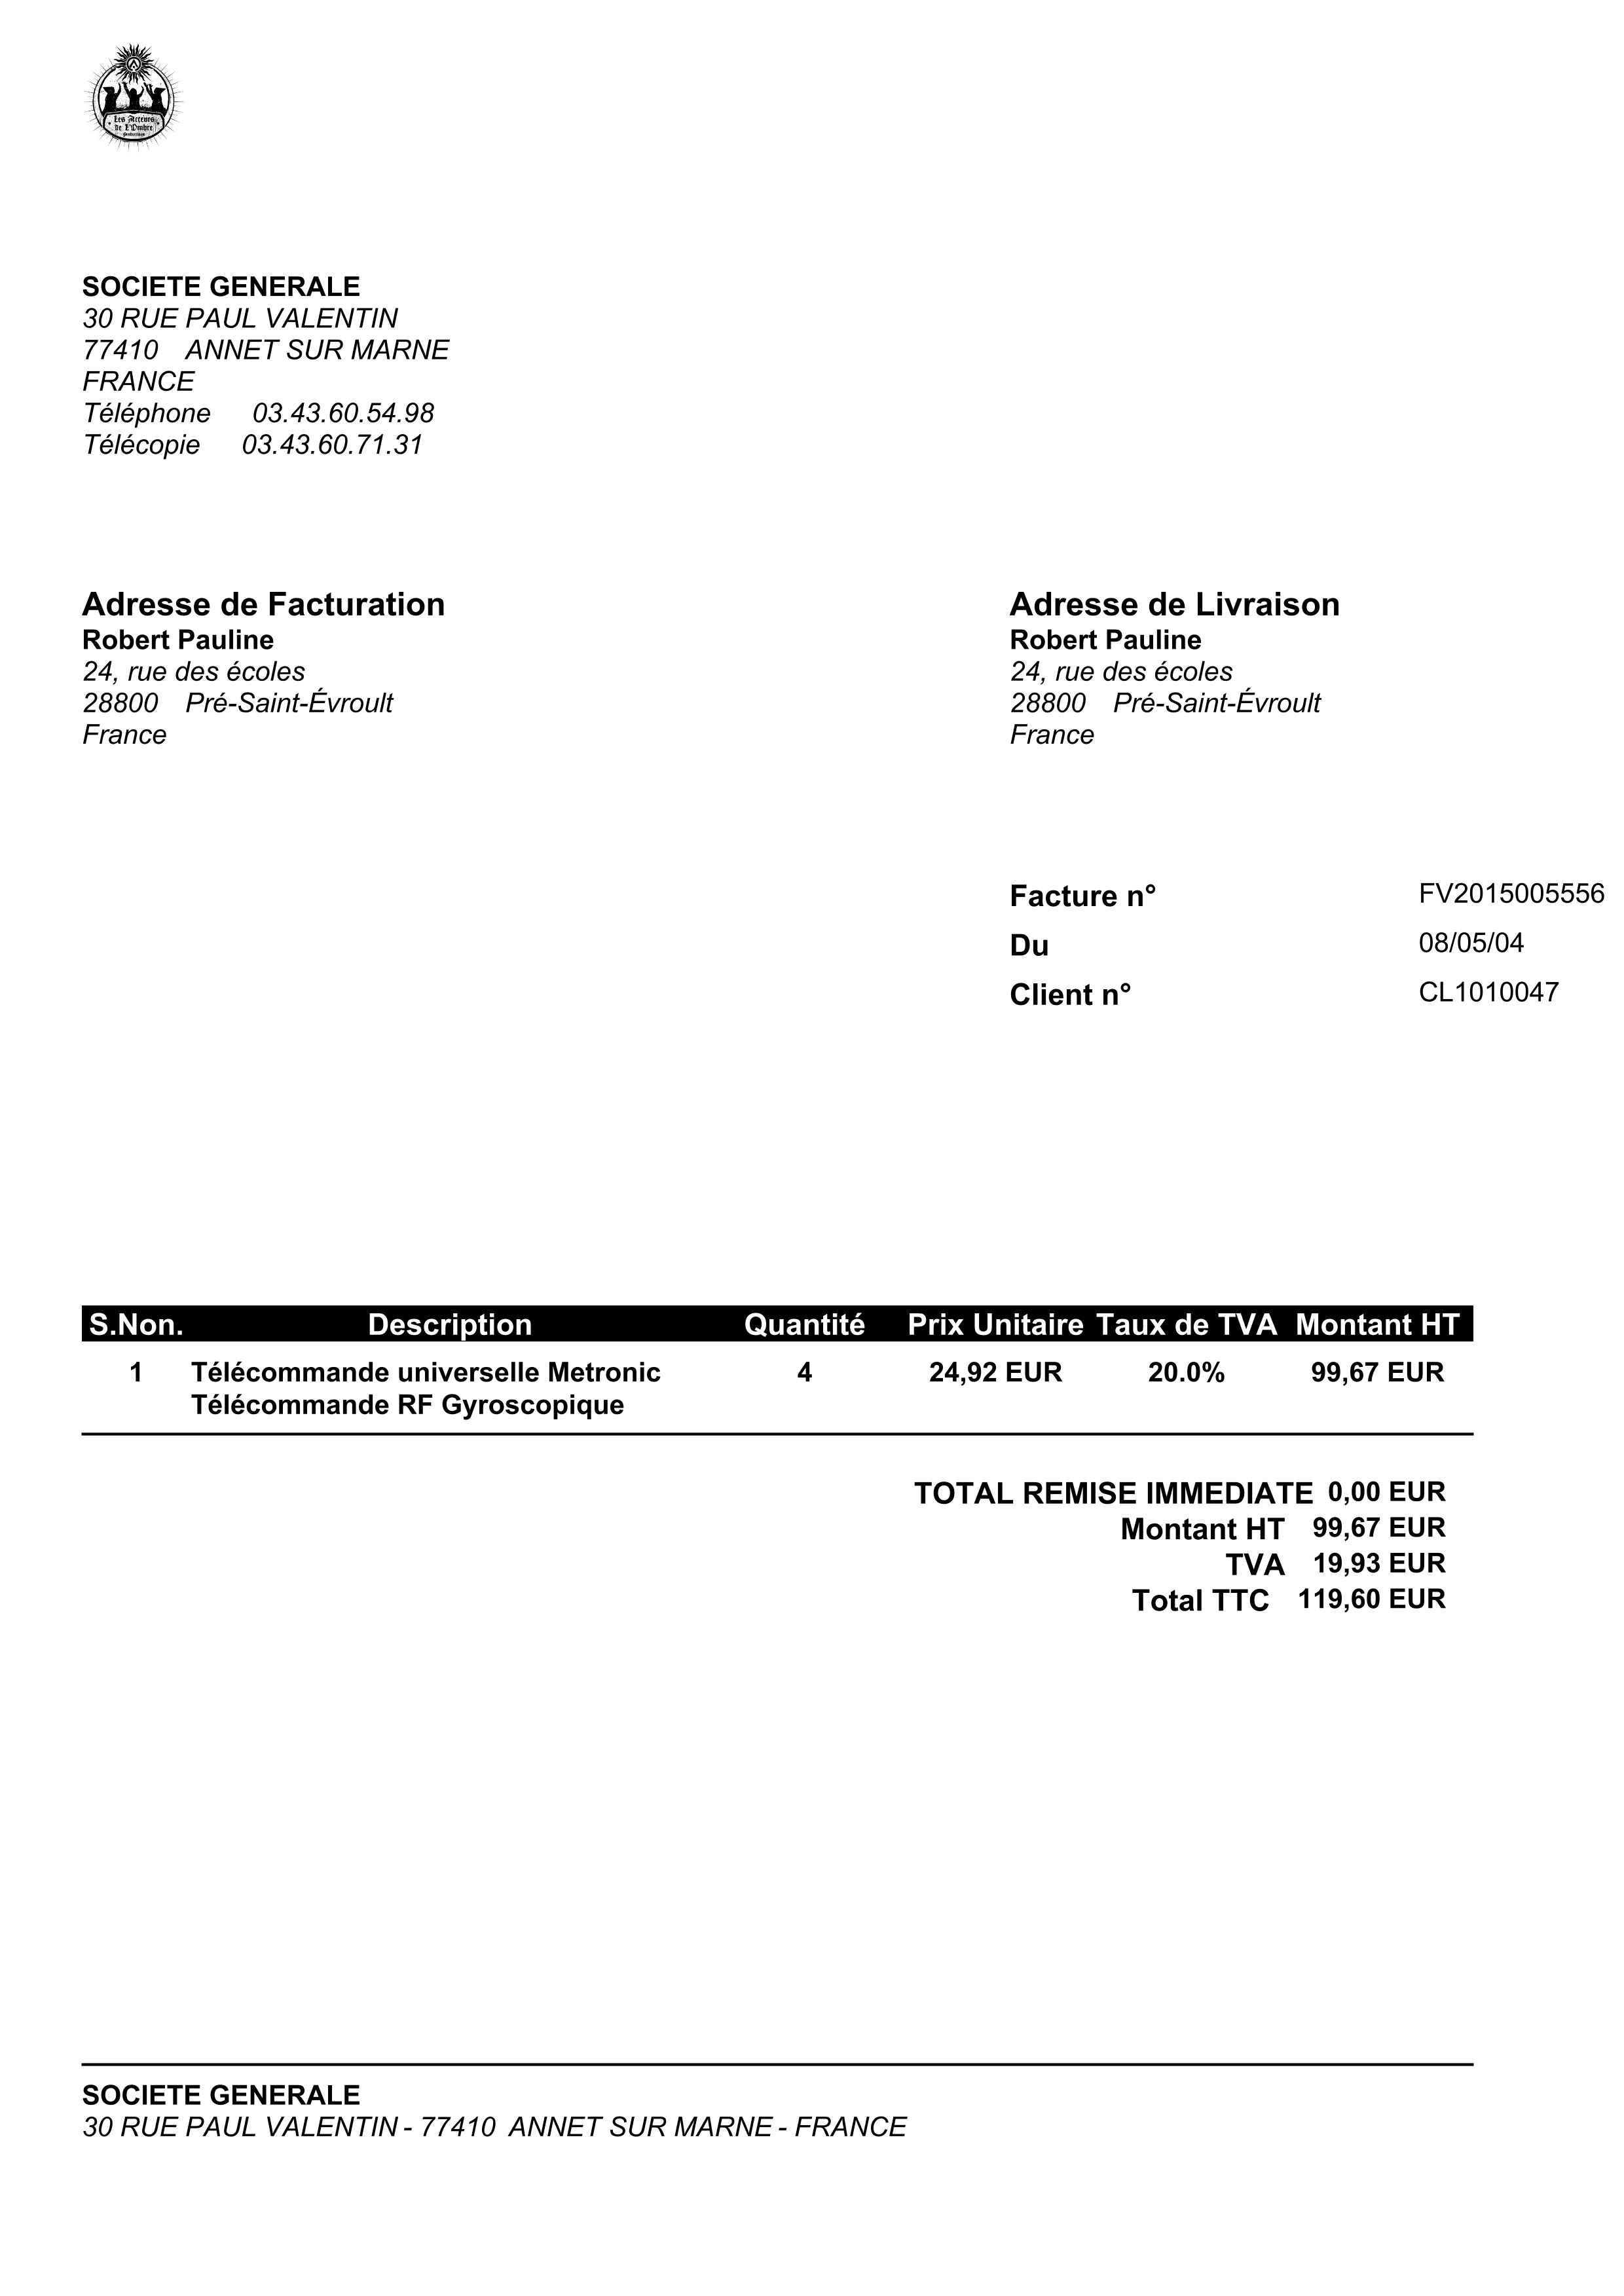 Les Acteurs
de L'Ombre
Productions
SOCIETE GENERALE
30 RUE PAUL VALENTIN
77410 ANNET SUR MARNE
FRANCE
Téléphone 03.43.60.54.98
Télécopie 03.43.60.71.31
Adresse de Facturation
Robert Pauline
24, rue des écoles
28800 Pré-Saint-Évroult
France
Adresse de Livraison
Robert Pauline
24, rue des écoles
28800 Pré-Saint-Évroult
France
Facture n° FV2015005556
Du 08/05/04
Client n° CL1010047
S.Non. Description Quantité Prix Unitaire Taux de TVA Montant HT
1 Télécommande universelle Metronic 4 24,92 EUR 20.0% 99,67 EUR
Télécommande RF Gyroscopique
TOTAL REMISE IMMEDIATE 0,00 EUR
Montant HT 99,67 EUR
TVA 19,93 EUR
Total TTC 119,60 EUR
SOCIETE GENERALE
30 RUE PAUL VALENTIN - 77410 ANNET SUR MARNE - FRANCE